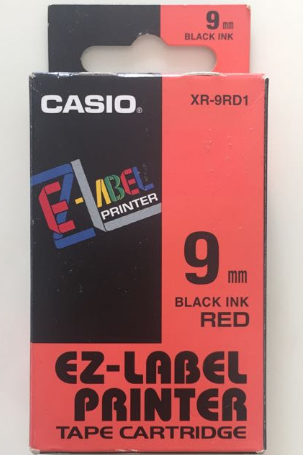 9 mm
BLACK INK
CASIO®
XR-9RD1
EZ-LABEL
PRINTER
9 mm
BLACK INK
RED
EZ-LABEL
PRINTER
TAPE CARTRIDGE